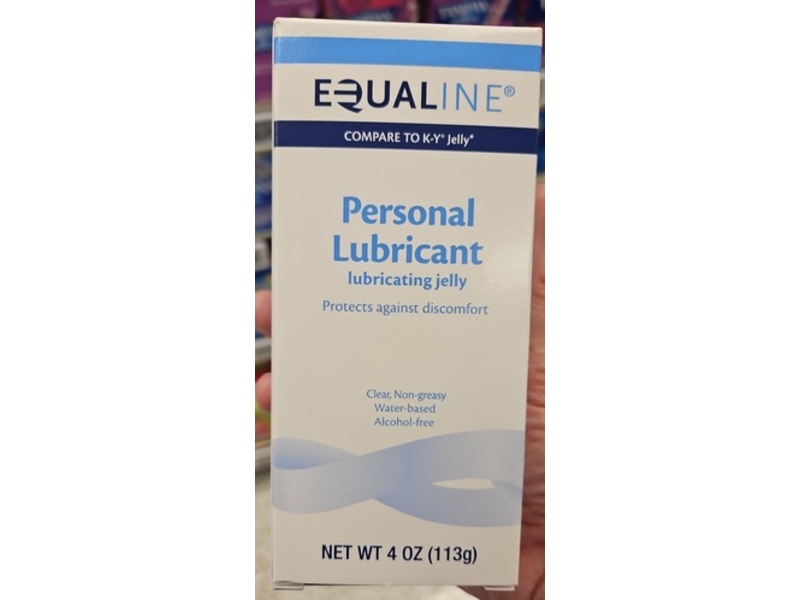 EQUALINE®
COMPARE TO K-Y® Jelly*
Personal
Lubricant
lubricating jelly
Protects against discomfort
Clear, Non-greasy
Water-based
Alcohol-free
NET WT 4 OZ (113g)